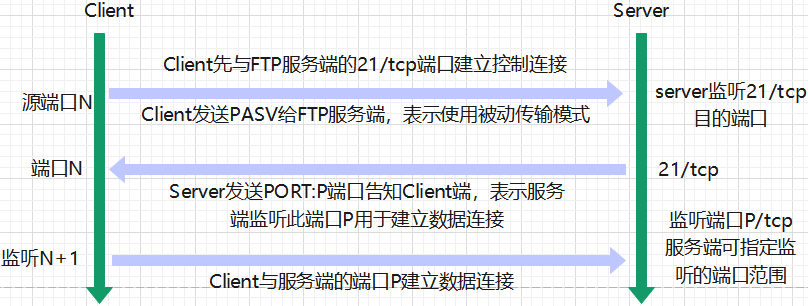 Client
Server
Client先与FTP服务端的21/tcp端口建立控制连接
源端口N
Client发送PASV给FTP服务端，表示使用被动传输模式
server监听21/tcp
目的端口
端口N
21/tcp
Server发送PORT:P端口告知Client端，表示服务
端监听此端口P用于建立数据连接
监听端口P/tcp
服务端可指定监
听的端口范围
监听N+1
Client与服务端的端口P建立数据连接